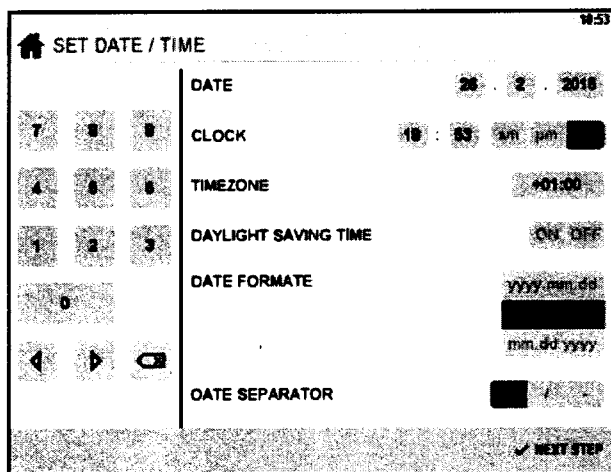 10:53
SET DATE / TIME
DATE 26 . 2 . 2016
CLOCK 10 : 53 am pm
TIMEZONE +01:00
DAYLIGHT SAVING TIME ON OFF
DATE FORMATE yyyy.mm.dd
mm.dd.yyyy
DATE SEPARATOR / -
7 8 9
4 5 6
1 2 3
0
NEXT STEP